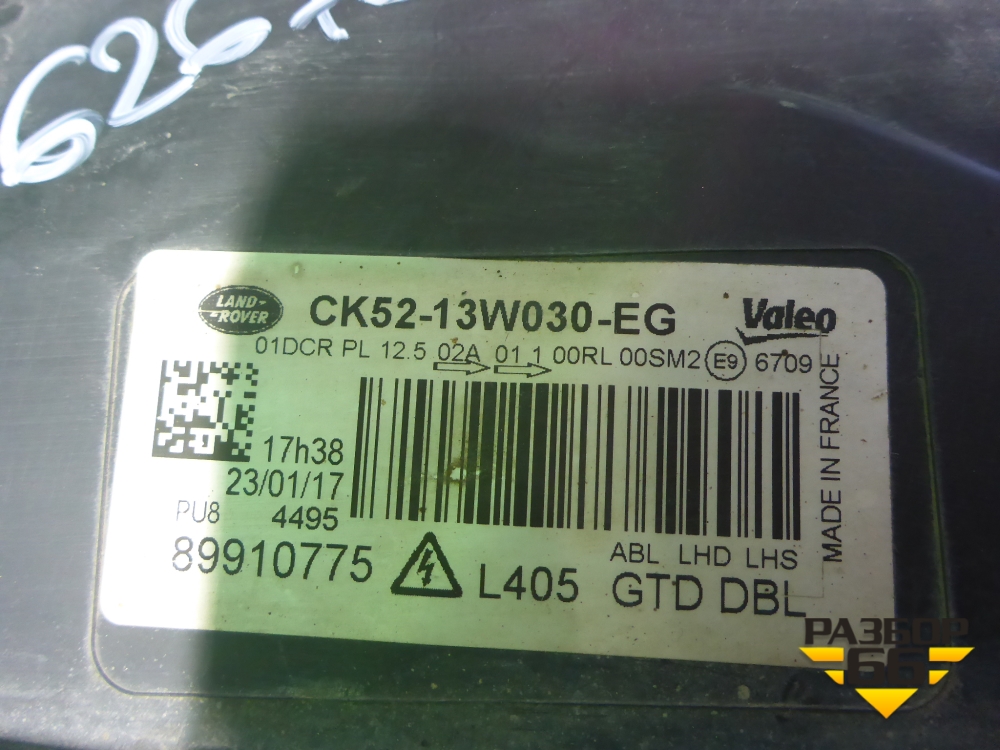 626
LAND-
-ROVER
CK52-13W030-EG
Valeo
01DCR PL 12.5 02A 01.1 00RL 00SM2 E9 6709
17h38
23/01/17
PU8 4495
89910775
L405
ABL LHD LHS
GTD DBL
MADE IN FRANCE
РАЗБОР
66